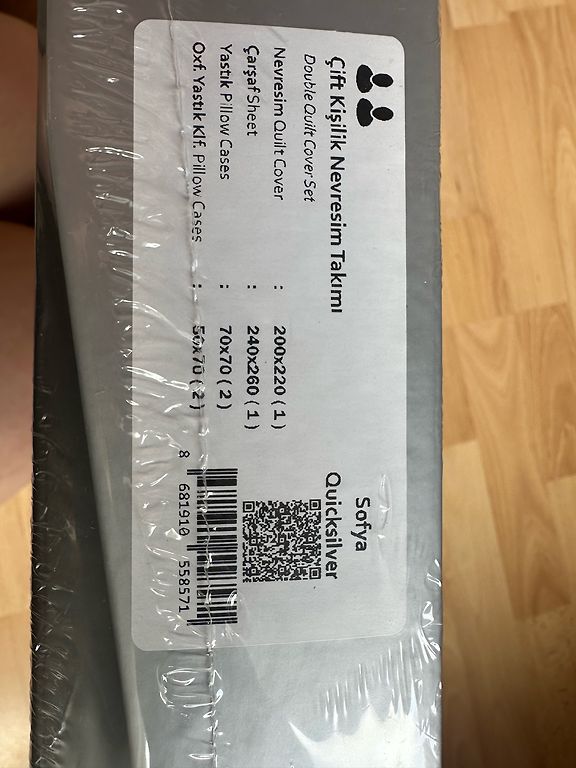 Çift Kişilik Nevresim Takımı
Double Quilt Cover Set
Nevresim Quilt Cover : 200x220 ( 1 )
Çarşaf Sheet : 240x260 ( 1 )
Yastık Pillow Cases : 70x70 ( 2 )
Oxf. Yastık Klf. Pillow Cases : 50x70 ( 2 )
Sofya
Quicksilver
8 681910 558571